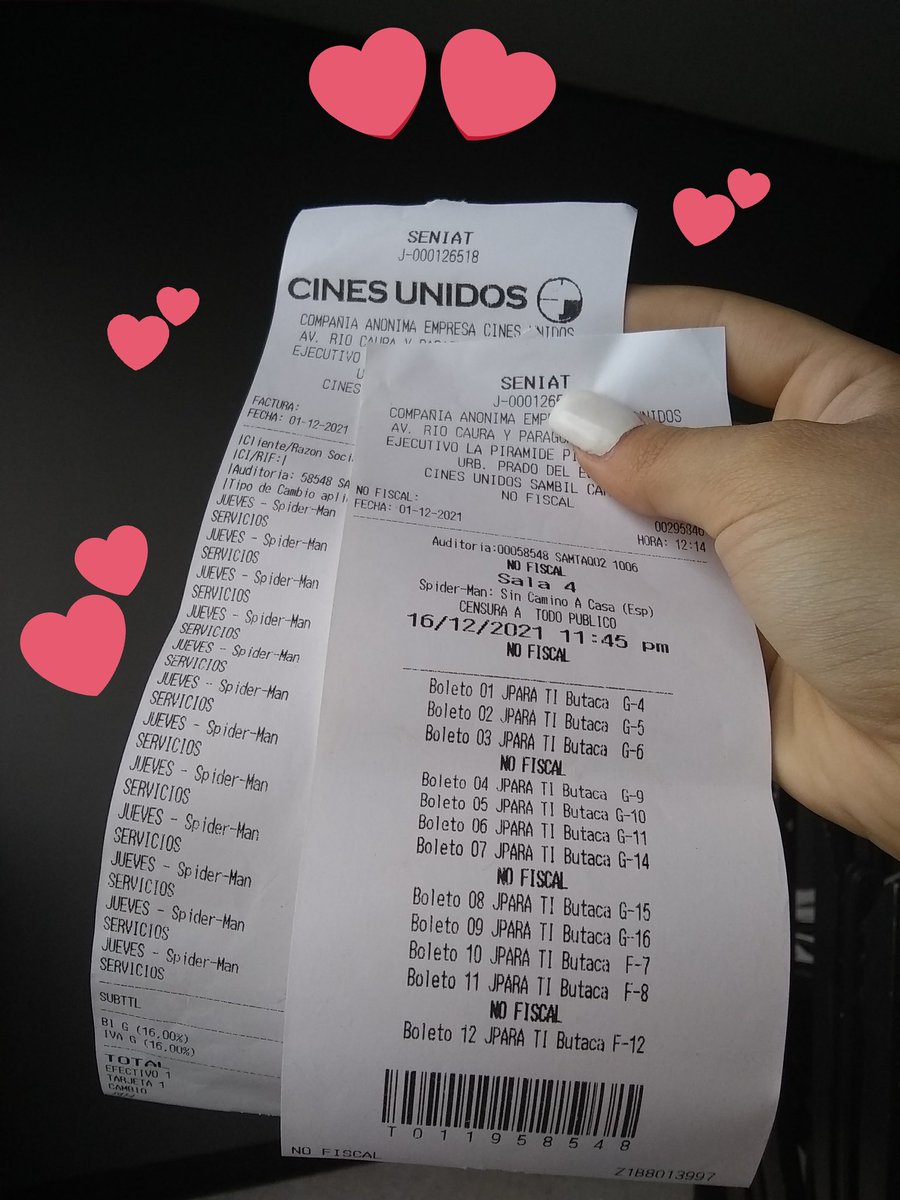 SENIAT
J-000126518
CINES UNIDOS
COMPAÑIA ANONIMA EMPRESA CINES UNIDOS
AV. RIO CAURA Y
EJECUTIVO
CINES
FACTURA:
FECHA: 01-12-2021
|Cliente/Razon
|CI/RIF:|
|Auditoria: 58548
|Tipo de Cambio
JUEVES - Spider-Man
SERVICIOS
JUEVES - Spider-Man
SERVICIOS
JUEVES - Spider-Man
SERVICIOS
JUEVES - Spider-Man
SERVICIOS
JUEVES - Spider-Man
SERVICIOS
JUEVES - Spider-Man
SERVICIOS
JUEVES - Spider-Man
SERVICIOS
JUEVES - Spider-Man
SERVICIOS
JUEVES - Spider-Man
SERVICIOS
JUEVES - Spider-Man
SERVICIOS
JUEVES - Spider-Man
SERVICIOS
JUEVES - Spider-Man
SERVICIOS
SUBTTL
BI G (16,00%)
IVA G (16,00%)
TOTAL
EFECTIVO 1
TARJETA 1
CAMBIO
SENIAT
J-000126
COMPAÑIA ANONIMA UNIDOS
AV. RIO CAURA Y
EJECUTIVO LA PIRAMIDE
URB. PRADO DEL
CINES UNIDOS SAMBIL
NO FISCAL
NO FISCAL: 00295846
FECHA: 01-12-2021 HORA: 12:14
Auditoria:00058548 SAMTAQ02 1006
NO FISCAL
Sala 4
Spider-Man: Sin Camino A Casa (Esp)
CENSURA A TODO PUBLICO
16/12/2021 11:45 pm
NO FISCAL
Boleto 01 JPARA TI Butaca G-4
Boleto 02 JPARA TI Butaca G-5
Boleto 03 JPARA TI Butaca G-6
NO FISCAL
Boleto 04 JPARA TI Butaca G-9
Boleto 05 JPARA TI Butaca G-10
Boleto 06 JPARA TI Butaca G-11
Boleto 07 JPARA TI Butaca G-14
NO FISCAL
Boleto 08 JPARA TI Butaca G-15
Boleto 09 JPARA TI Butaca G-16
Boleto 10 JPARA TI Butaca F-7
Boleto 11 JPARA TI Butaca F-8
NO FISCAL
Boleto 12 JPARA TI Butaca F-12
T011958548
NO FISCAL Z1B8013997